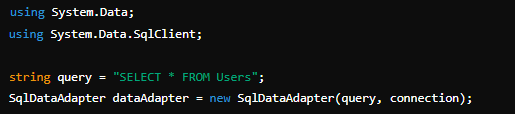 using System.Data;
using System.Data.SqlClient;
string query = "SELECT * FROM Users";
SqlDataAdapter dataAdapter = new SqlDataAdapter(query, connection);